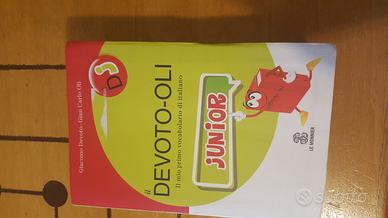 Giacomo Devoto-Gian Carlo Oli
il
DEVOTO-OLI
Il mio primo vocabolario di italiano
JUNIOR
LE MONNIER
SUBITO